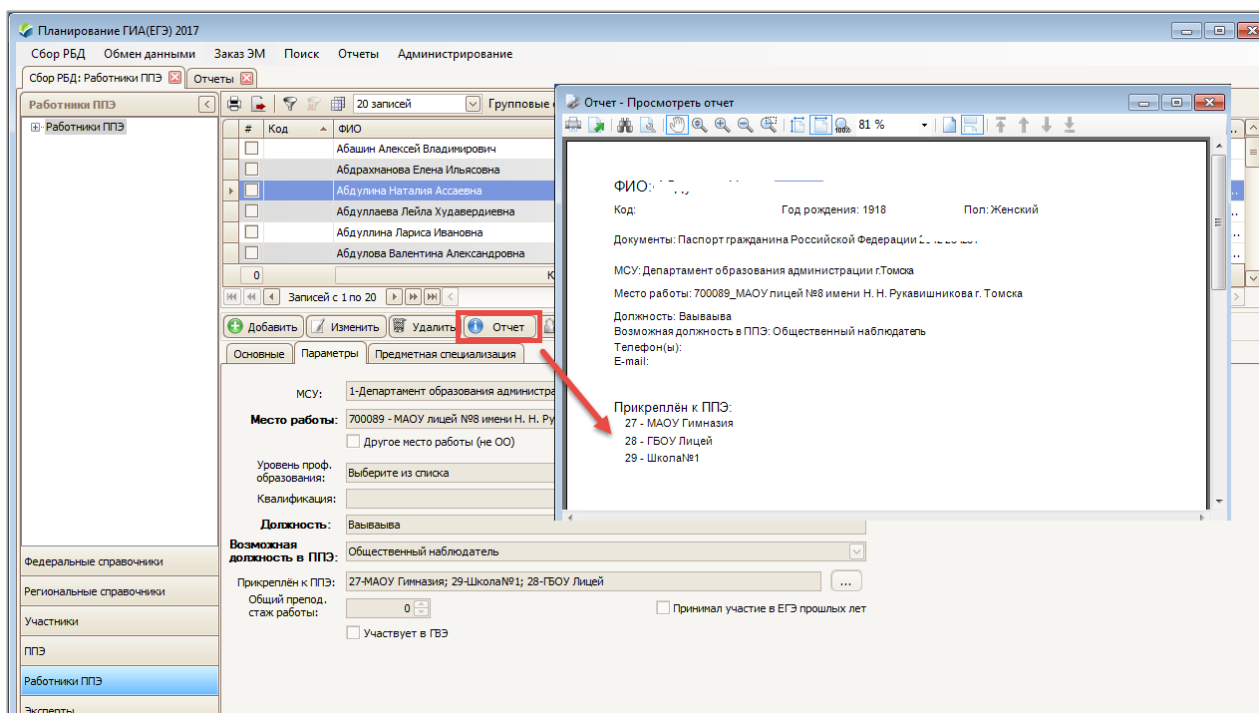 Планирование ГИА(ЕГЭ) 2017
Сбор РБД Обмен данными Заказ ЭМ Поиск Отчеты Администрирование
Сбор РБД: Работники ППЭ Отчеты
Работники ППЭ
20 записей Групповые
Работники ППЭ
# Код ФИО
Абашин Алексей Владимирович
Абдрахманова Елена Ильясовна
Абдулина Наталия Ассаевна
Абдуллаева Лейла Худавердиевна
Абдуллина Лариса Ивановна
Абдулова Валентина Александровна
0 К
Записей с 1 по 20
Добавить Изменить Удалить Отчет
Основные Параметры Предметная специализация
МСУ: 1-Департамент образования администра
Место работы: 700089 - МАОУ лицей №8 имени Н. Н. Ру
Другое место работы (не ОО)
Уровень проф. образования: Выберите из списка
Квалификация:
Должность: Ваываыва
Возможная должность в ППЭ: Общественный наблюдатель
Прикреплён к ППЭ: 27-МАОУ Гимназия; 29-Школа№1; 28-ГБОУ Лицей ...
Общий препод. стаж работы: 0 Принимал участие в ЕГЭ прошлых лет
Участвует в ГВЭ
Федеральные справочники
Региональные справочники
Участники
ППЭ
Работники ППЭ
Эксперты
Отчет - Просмотреть отчет
81 %
ФИО:
Код: Год рождения: 1918 Пол: Женский
Документы: Паспорт гражданина Российской Федерации
МСУ: Департамент образования администрации г.Томска
Место работы: 700089_МАОУ лицей №8 имени Н. Н. Рукавишникова г. Томска
Должность: Ваываыва
Возможная должность в ППЭ: Общественный наблюдатель
Телефон(ы):
E-mail:
Прикреплён к ППЭ:
27 - МАОУ Гимназия
28 - ГБОУ Лицей
29 - Школа№1